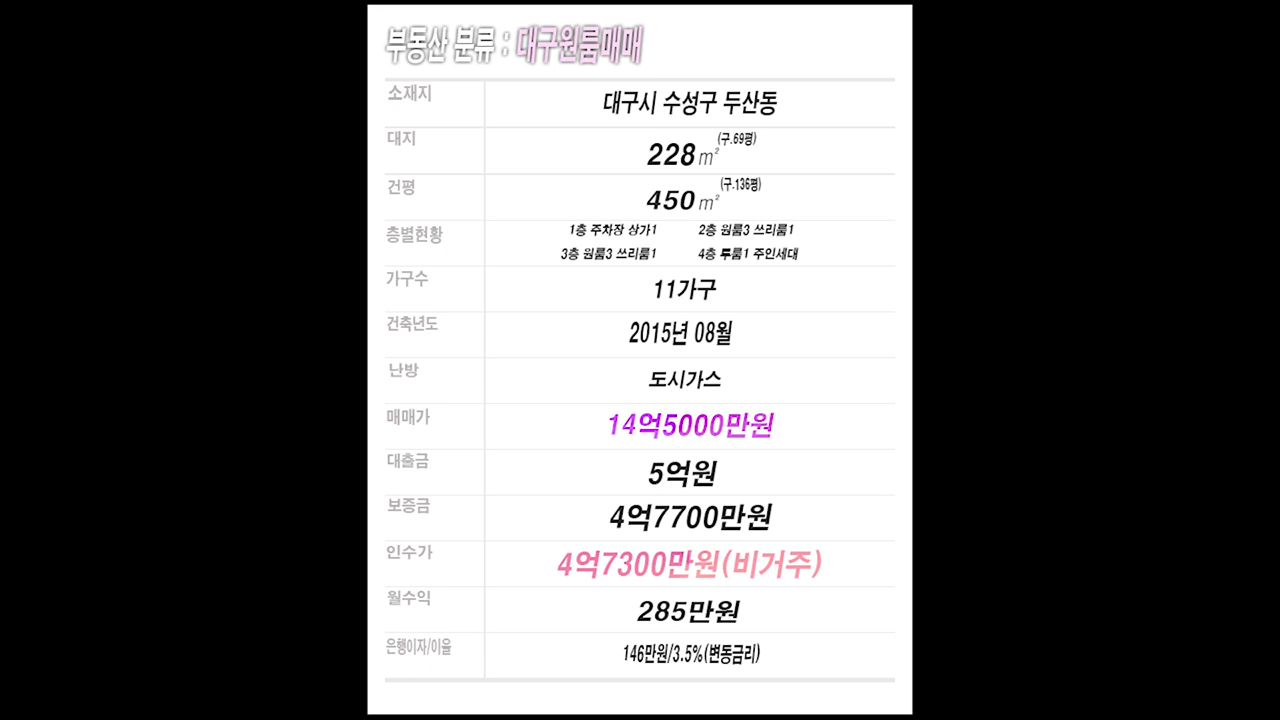 부동산 분류 : 대구원룸매매
소재지 대구시 수성구 두산동
대지 228m² (구.69평)
건평 450m² (구.136평)
층별현황 1층 주차장 상가1 2층 원룸3 쓰리룸1
3층 원룸3 쓰리룸1 4층 투룸1 주인세대
가구수 11가구
건축년도 2015년 08월
난방 도시가스
매매가 14억5000만원
대출금 5억원
보증금 4억7700만원
인수가 4억7300만원(비거주)
월수익 285만원
은행이자/이율 146만원/3.5%(변동금리)